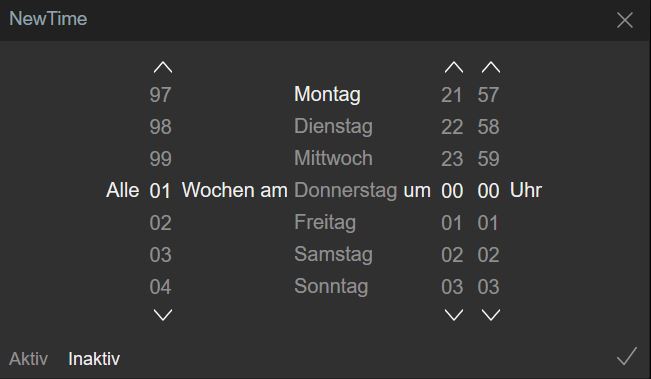 NewTime
97 Montag 21 57
98 Dienstag 22 58
99 Mittwoch 23 59
Alle 01 Wochen am Donnerstag um 00 00 Uhr
02 Freitag 01 01
03 Samstag 02 02
04 Sonntag 03 03
Aktiv Inaktiv